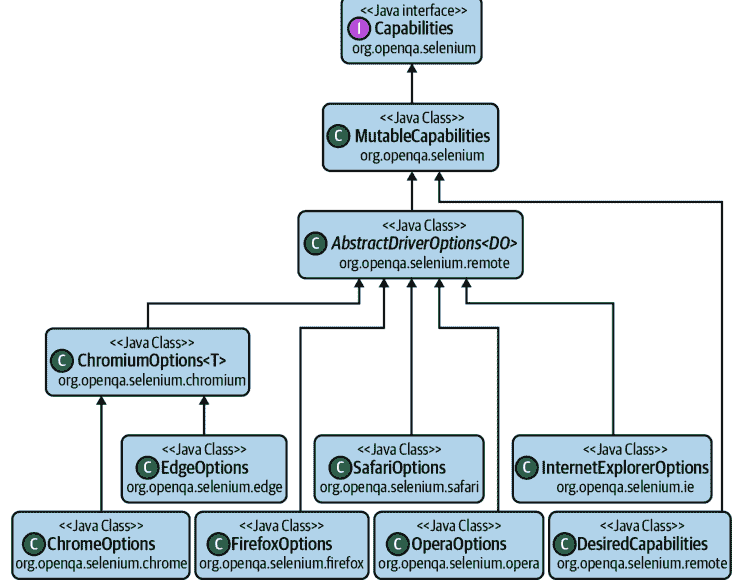 <<Java interface>>
I
Capabilities
org.openqa.selenium
<<Java Class>>
C
MutableCapabilities
org.openqa.selenium
<<Java Class>>
C
AbstractDriverOptions<DO>
org.openqa.selenium.remote
<<Java Class>>
C
ChromiumOptions<T>
org.openqa.selenium.chromium
<<Java Class>>
C
EdgeOptions
org.openqa.selenium.edge
<<Java Class>>
C
SafariOptions
org.openqa.selenium.safari
<<Java Class>>
C
InternetExplorerOptions
org.openqa.selenium.ie
<<Java Class>>
C
ChromeOptions
org.openqa.selenium.chrome
<<Java Class>>
C
FirefoxOptions
org.openqa.selenium.firefox
<<Java Class>>
C
OperaOptions
org.openqa.selenium.opera
<<Java Class>>
C
DesiredCapabilities
org.openqa.selenium.remote